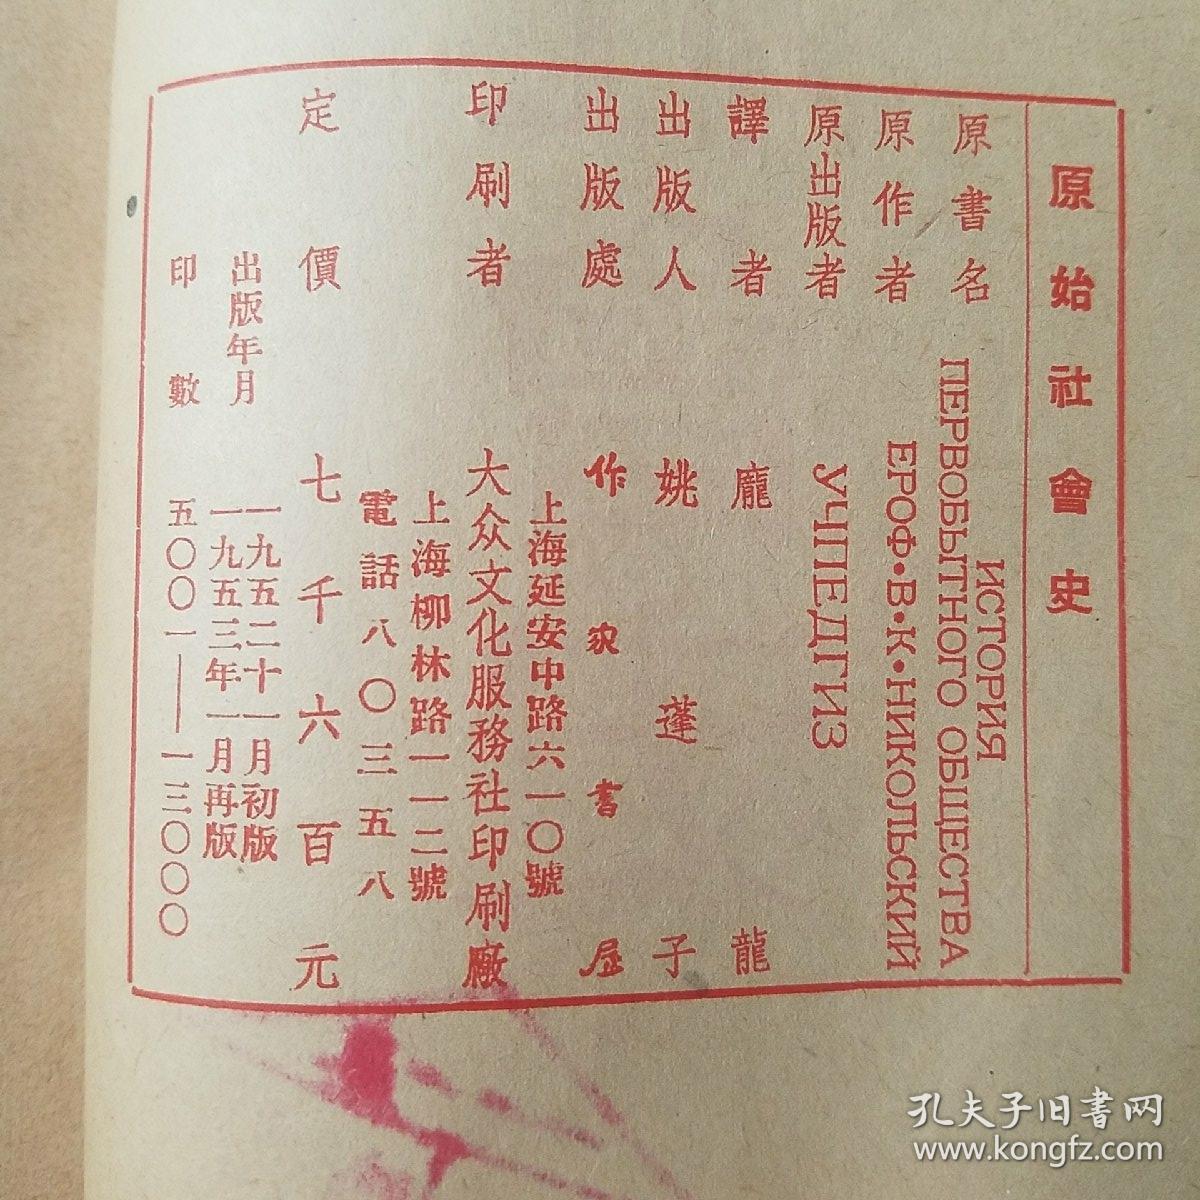 原始社會史
原書名 ИСТОРИЯ
ПЕРВОБЫТНОГО ОБЩЕСТВА
原作者 ЕРОФ·В·К·НИКОЛЬСКИЙ
原出版者 УЧПЕДГИЗ
譯者 龐龍
出版人 姚蓬子
出版處 作家書屋
上海延安中路六一〇號
印刷者 大众文化服務社印刷廠
上海柳林路一一二號
電話八〇三五八
定價 七千六百元
出版年月 一九五二十一月初版
一九五三年一月再版
印數 五〇〇一——一三〇〇〇
孔夫子旧書网
www.kongfz.com